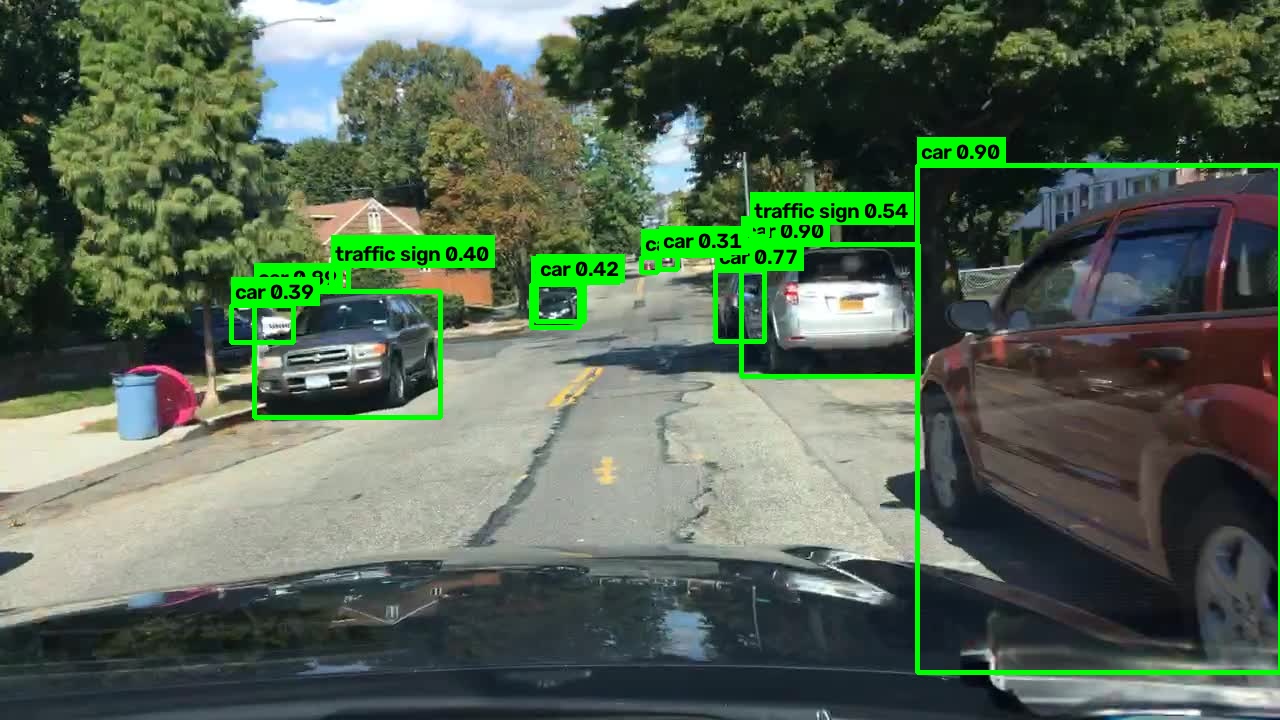 car 0.90
traffic sign 0.54
car 0.90
car 0.31
traffic sign 0.40
car 0.77
car 0.42
car 0.39